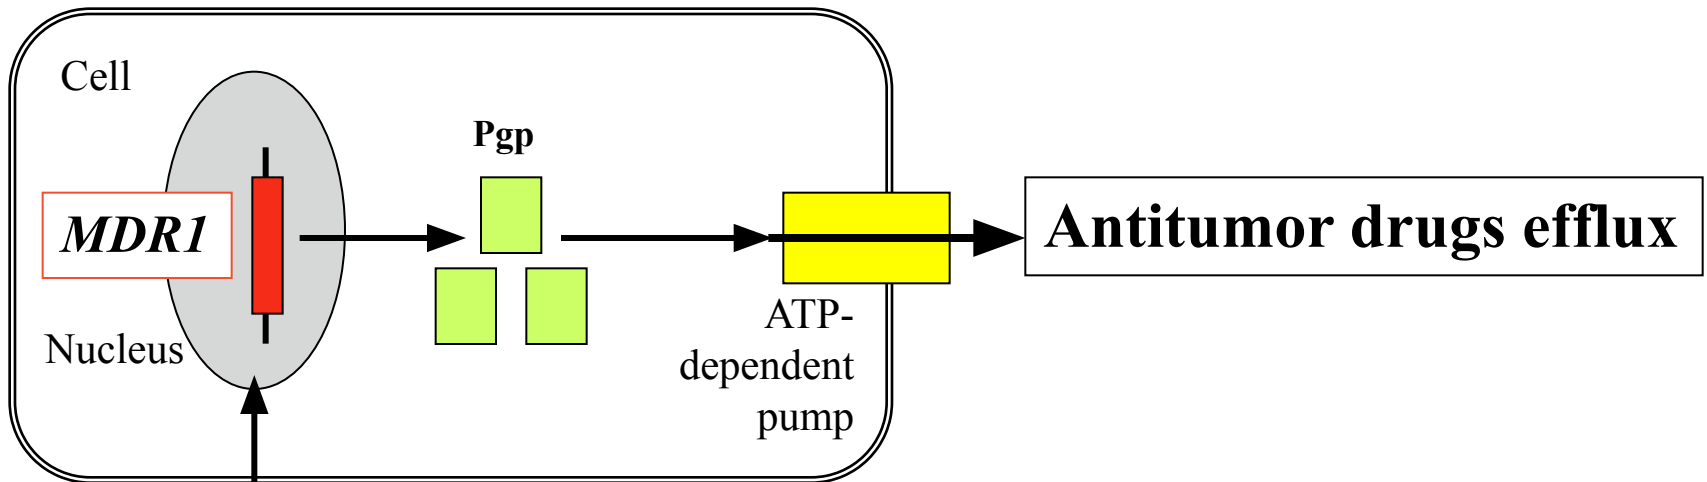 Cell
Pgp
MDR1
Antitumor drugs efflux
Nucleus
ATP-
dependent
pump